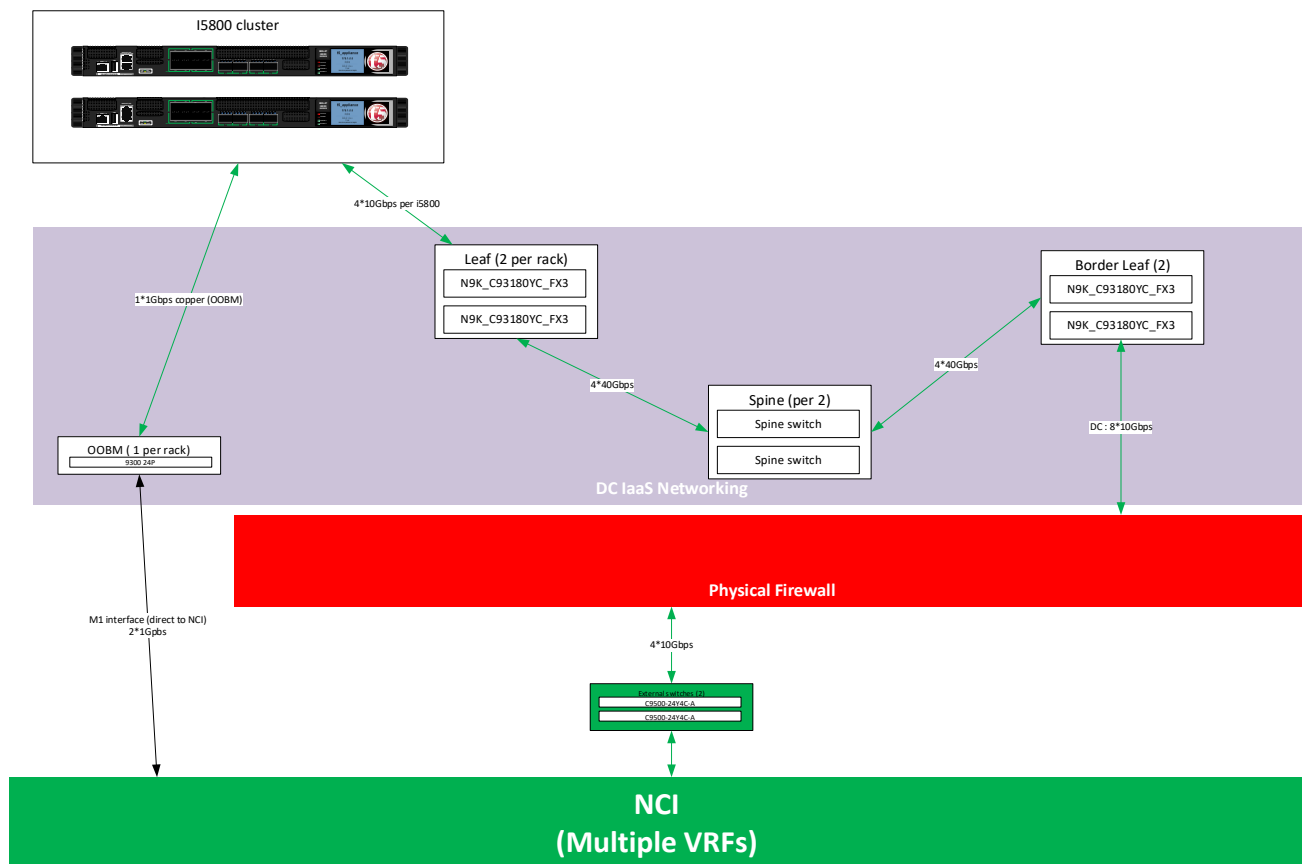 I5800 cluster
4*10Gbps per i5800
Leaf (2 per rack)
N9K_C93180YC_FX3
N9K_C93180YC_FX3
Border Leaf (2)
N9K_C93180YC_FX3
N9K_C93180YC_FX3
1*1Gbps copper (OOBM)
4*40Gbps
4*40Gbps
Spine (per 2)
Spine switch
Spine switch
DC : 8*10Gbps
OOBM ( 1 per rack)
9300 24P
DC IaaS Networking
Physical Firewall
M1 interface (direct to NCI)
2*1Gpbs
4*10Gbps
External switches (2)
C9500-24Y4C-A
C9500-24Y4C-A
NCI
(Multiple VRFs)